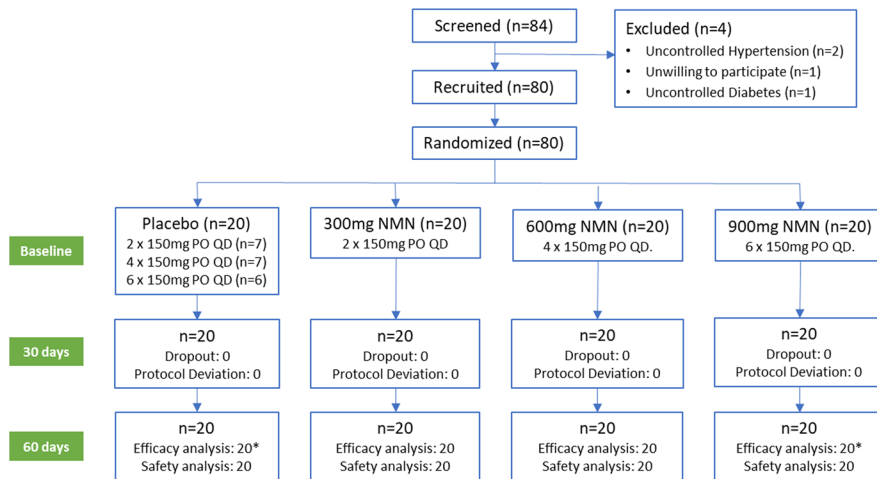 Screened (n=84)
Excluded (n=4)
• Uncontrolled Hypertension (n=2)
• Unwilling to participate (n=1)
• Uncontrolled Diabetes (n=1)
Recruited (n=80)
Randomized (n=80)
Baseline
Placebo (n=20)
2 x 150mg PO QD (n=7)
4 x 150mg PO QD (n=7)
6 x 150mg PO QD (n=6)
300mg NMN (n=20)
2 x 150mg PO QD
600mg NMN (n=20)
4 x 150mg PO QD.
900mg NMN (n=20)
6 x 150mg PO QD.
30 days
n=20
Dropout: 0
Protocol Deviation: 0
n=20
Dropout: 0
Protocol Deviation: 0
n=20
Dropout: 0
Protocol Deviation: 0
n=20
Dropout: 0
Protocol Deviation: 0
60 days
n=20
Efficacy analysis: 20*
Safety analysis: 20
n=20
Efficacy analysis: 20
Safety analysis: 20
n=20
Efficacy analysis: 20
Safety analysis: 20
n=20
Efficacy analysis: 20*
Safety analysis: 20